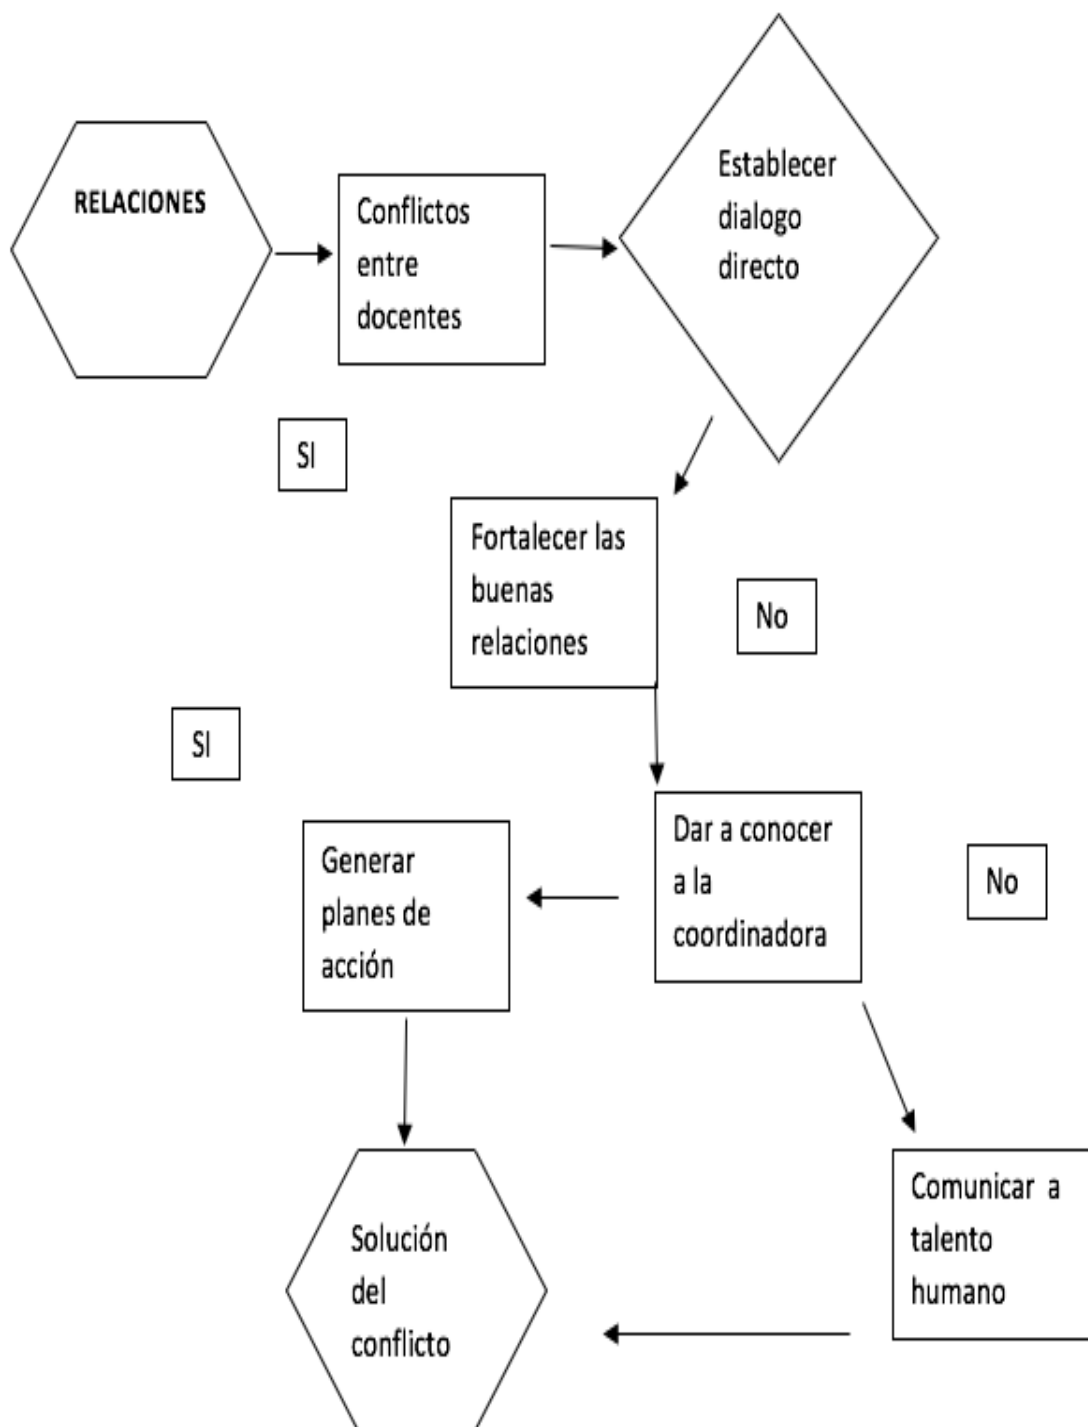 RELACIONES
Conflictos
entre
docentes
Establecer
dialogo
directo
SI
Fortalecer las
buenas
relaciones
No
SI
Generar
planes de
acción
Dar a conocer
a la
coordinadora
No
Solución
del
conflicto
Comunicar a
talento
humano